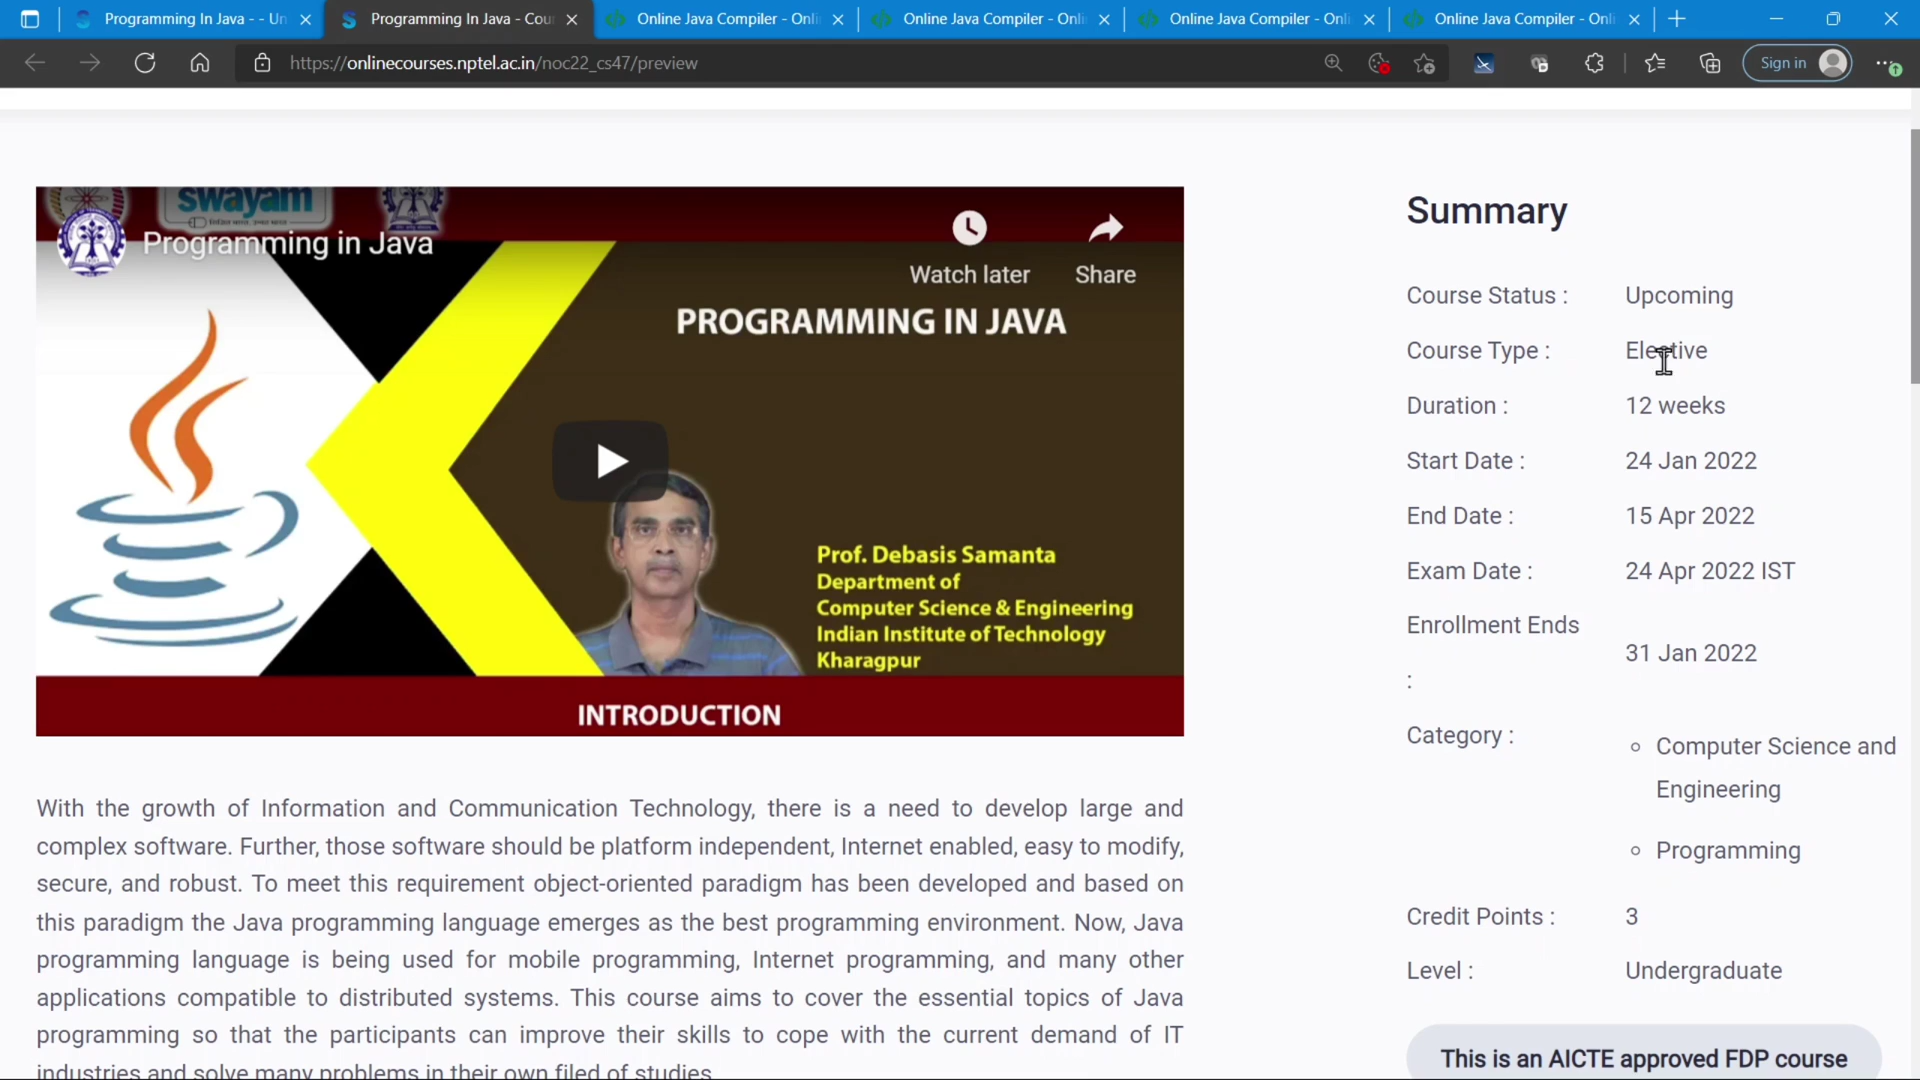 Programming In Java - - Un
Programming In Java - Cou
Online Java Compiler - Onli
Online Java Compiler - Onli
Online Java Compiler - Onli
Online Java Compiler - Onli
https://onlinecourses.nptel.ac.in/noc22_cs47/preview
Sign in
swayam
Programming in Java
Watch later
Share
PROGRAMMING IN JAVA
Prof. Debasis Samanta
Department of
Computer Science & Engineering
Indian Institute of Technology
Kharagpur
INTRODUCTION
With the growth of Information and Communication Technology, there is a need to develop large and
complex software. Further, those software should be platform independent, Internet enabled, easy to modify,
secure, and robust. To meet this requirement object-oriented paradigm has been developed and based on
this paradigm the Java programming language emerges as the best programming environment. Now, Java
programming language is being used for mobile programming, Internet programming, and many other
applications compatible to distributed systems. This course aims to cover the essential topics of Java
programming so that the participants can improve their skills to cope with the current demand of IT
industries and solve many problems in their own filed of studies.
Summary
Course Status : Upcoming
Course Type : Elective
Duration : 12 weeks
Start Date : 24 Jan 2022
End Date : 15 Apr 2022
Exam Date : 24 Apr 2022 IST
Enrollment Ends
: 31 Jan 2022
Category : Computer Science and
Engineering
Programming
Credit Points : 3
Level : Undergraduate
This is an AICTE approved FDP course